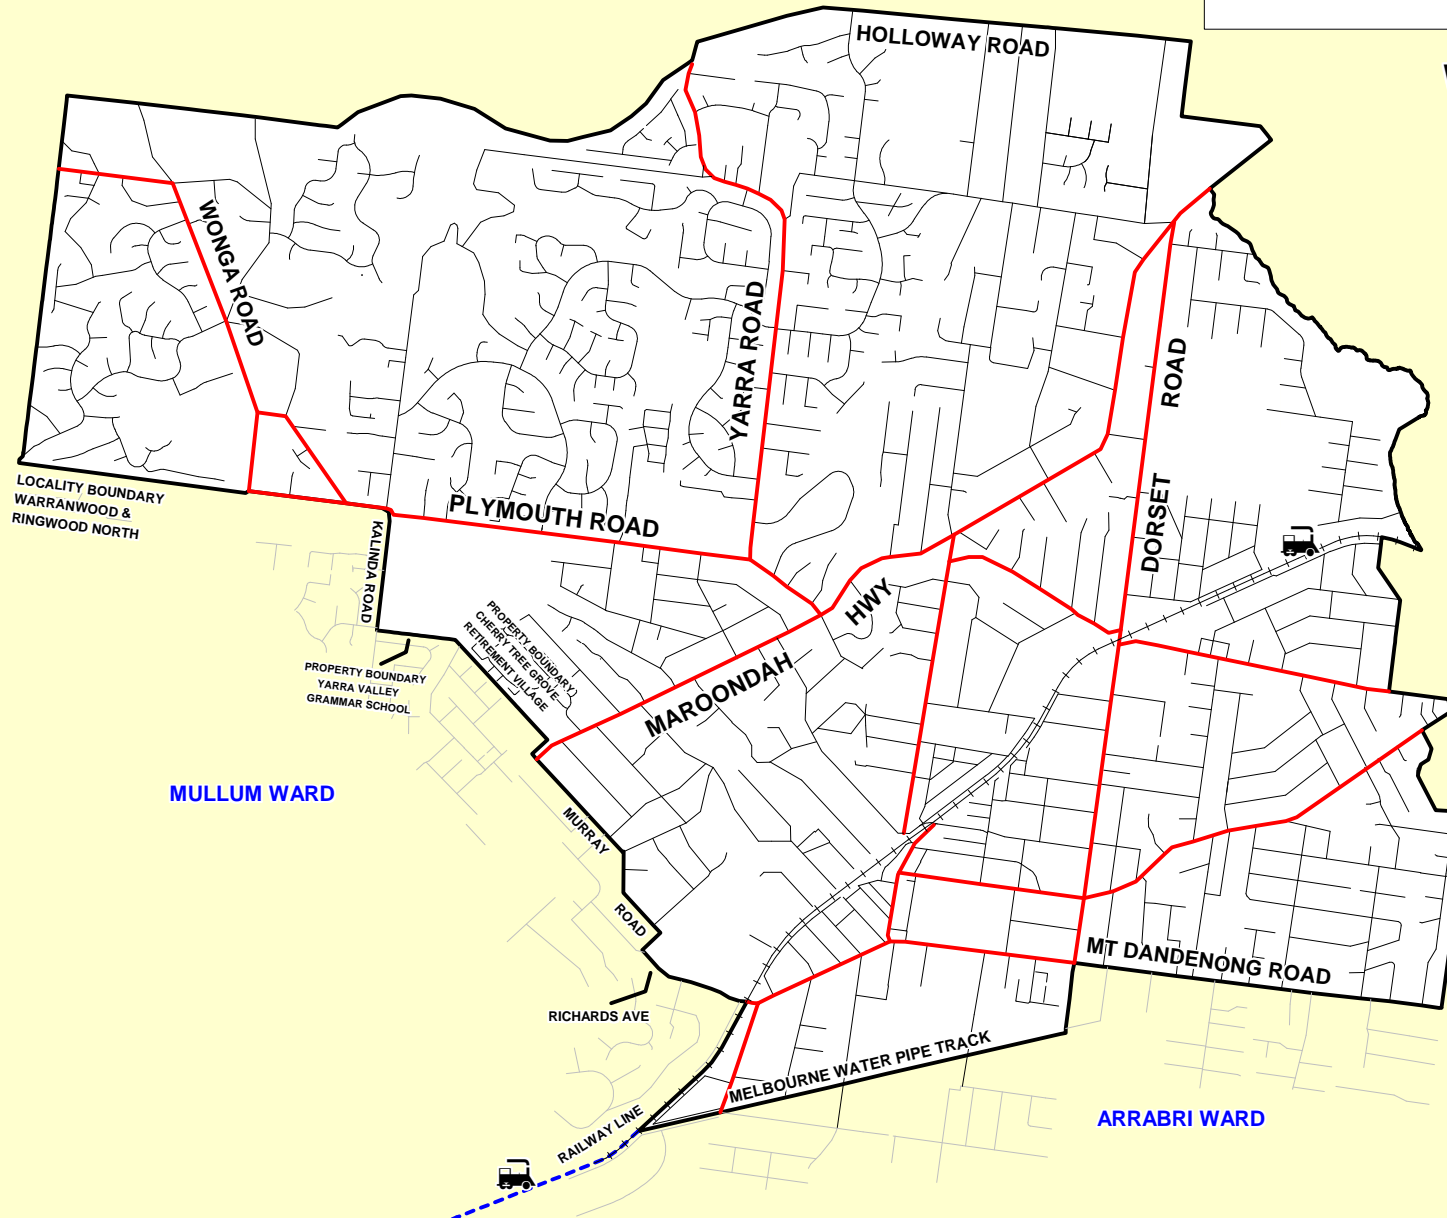 HOLLOWAY ROAD
WONGA ROAD
YARRA ROAD
ROAD
DORSET
LOCALITY BOUNDARY
WARRANWOOD &
RINGWOOD NORTH
PLYMOUTH ROAD
KALINDA ROAD
HWY
MAROONDAH
PROPERTY BOUNDARY
CHERRY TREE GROVE
RETIREMENT VILLAGE
PROPERTY BOUNDARY
YARRA VALLEY
GRAMMAR SCHOOL
MULLUM WARD
MURRAY
ROAD
MT DANDENONG ROAD
RICHARDS AVE
MELBOURNE WATER PIPE TRACK
RAILWAY LINE
ARRABRI WARD